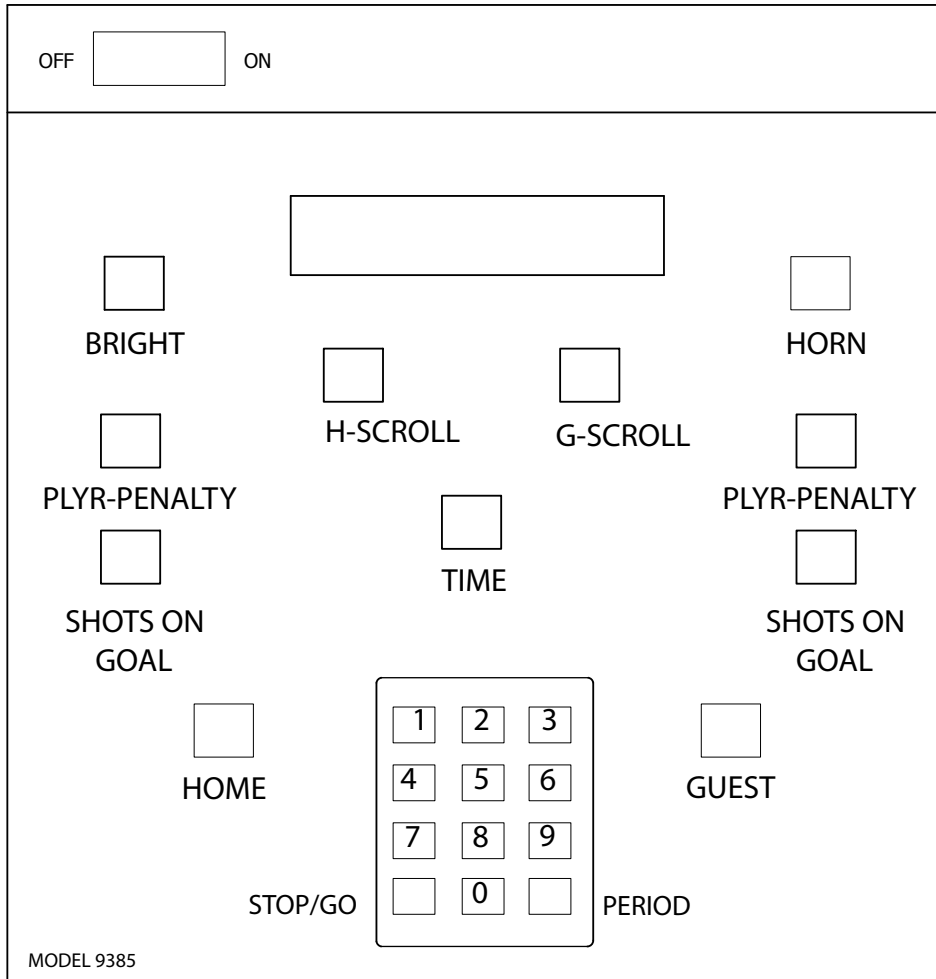 OFF ON
BRIGHT
HORN
H-SCROLL
G-SCROLL
PLYR-PENALTY
PLYR-PENALTY
TIME
SHOTS ON
GOAL
SHOTS ON
GOAL
HOME
GUEST
1 2 3
4 5 6
7 8 9
STOP/GO 0 PERIOD
MODEL 9385